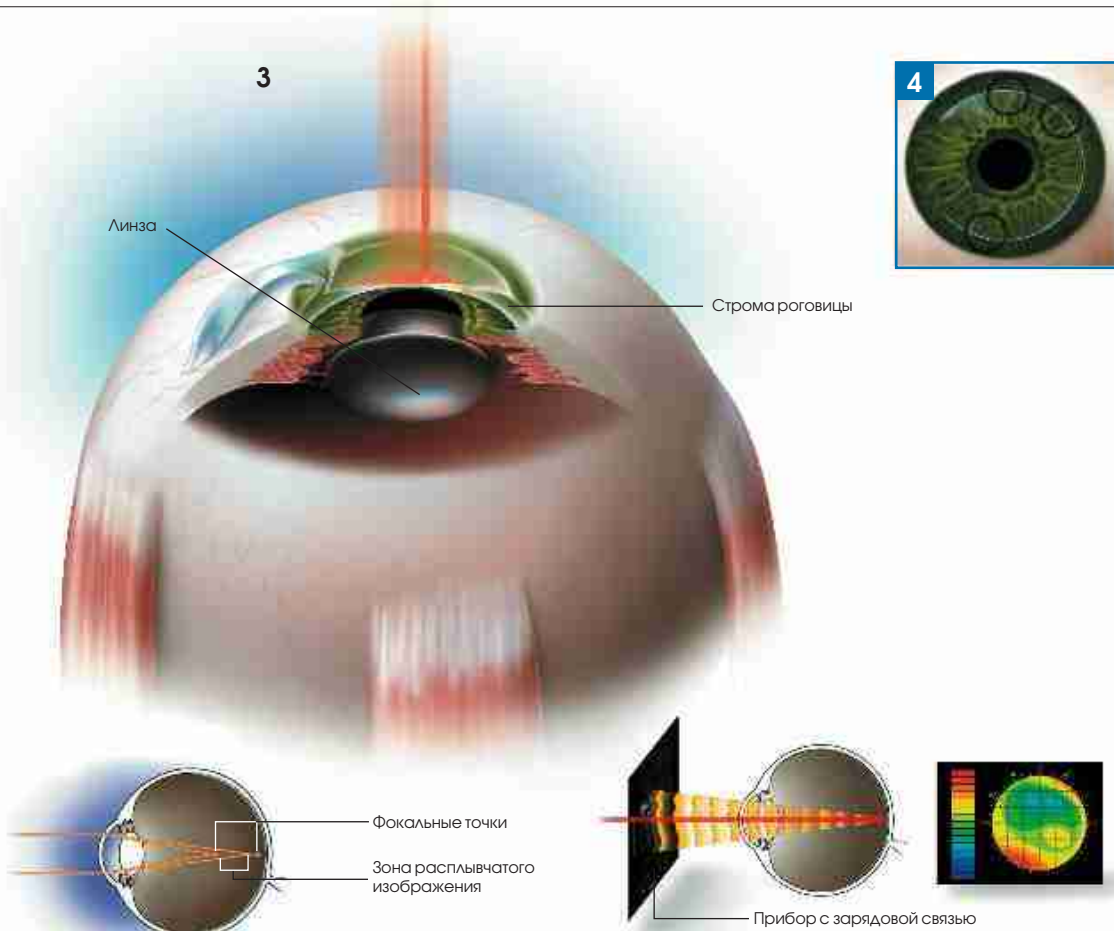 3
4
Линза
Строма роговицы
Фокальные точки
Зона расплывчатого
изображения
Прибор с зарядовой связью